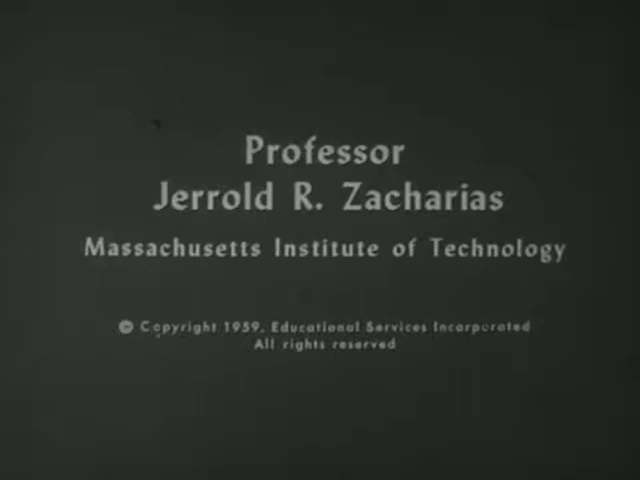 Professor
Jerrold R. Zacharias
Massachusetts Institute of Technology
© Copyright 1959, Educational Services Incorporated
All rights reserved